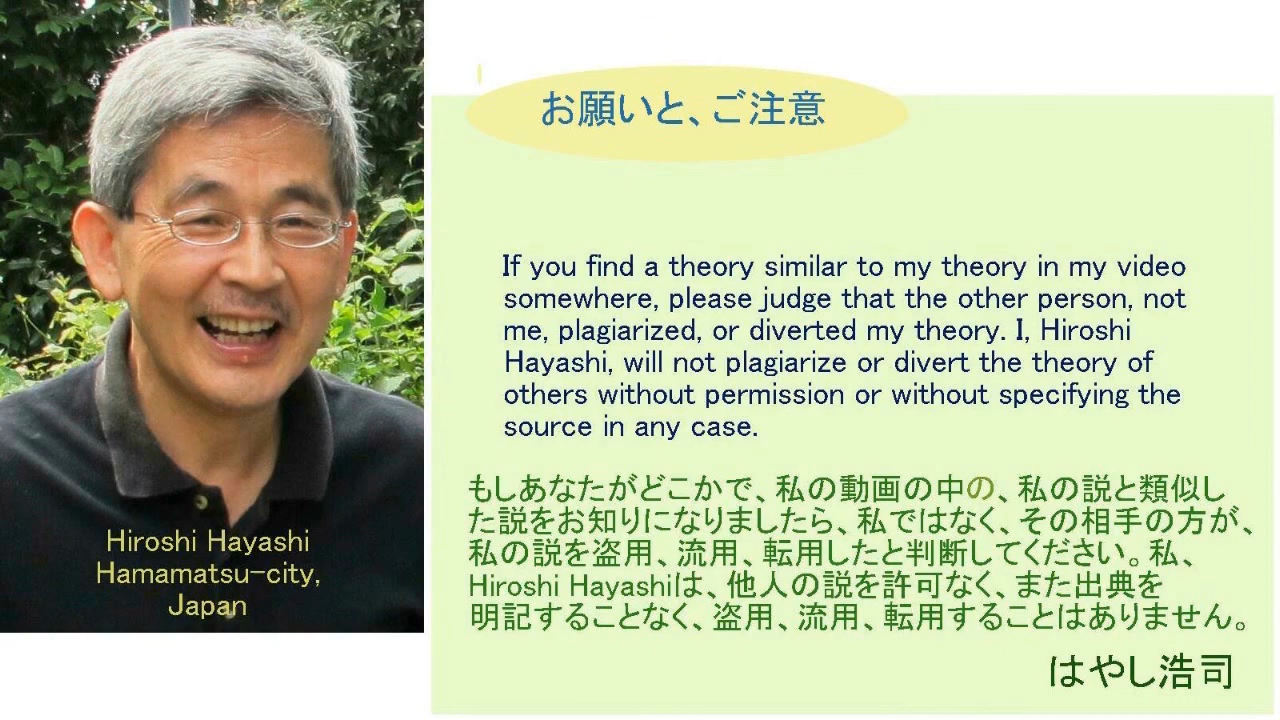 Hiroshi Hayashi
Hamamatsu-city,
Japan
お願いと、ご注意
If you find a theory similar to my theory in my video
somewhere, please judge that the other person, not
me, plagiarized, or diverted my theory. I, Hiroshi
Hayashi, will not plagiarize or divert the theory of
others without permission or without specifying the
source in any case.
もしあなたがどこかで、私の動画の中の、私の説と類似し
た説をお知りになりましたら、私ではなく、その相手の方が、
私の説を盗用、流用、転用したと判断してください。私、
Hiroshi Hayashiは、他人の説を許可なく、また出典を
明記することなく、盗用、流用、転用することはありません。
はやし浩司